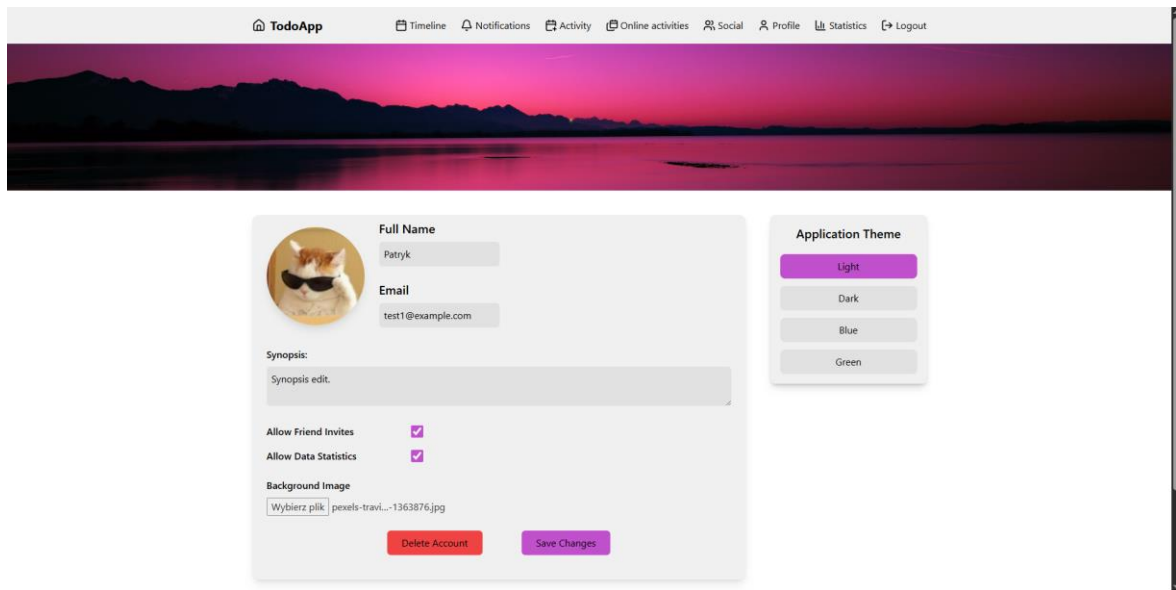 TodoApp Timeline Notifications Activity Online activities Social Profile Statistics Logout
Full Name
Patryk
Email
test1@example.com
Synopsis:
Synopsis edit.
Allow Friend Invites
Allow Data Statistics
Background Image
Wybierz plik pexels-travi...-1363876.jpg
Delete Account Save Changes
Application Theme
Light
Dark
Blue
Green